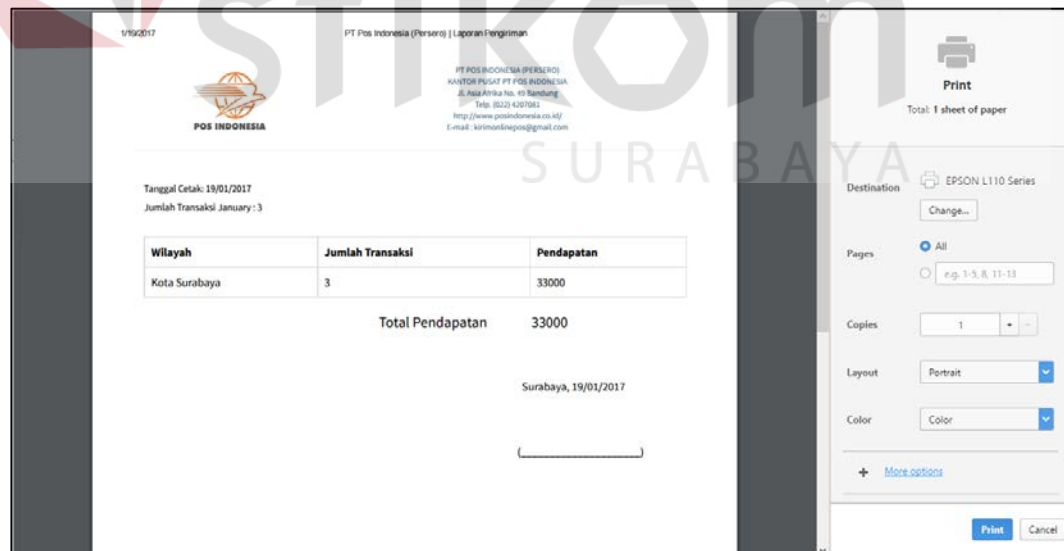 stikom
SURABAYA
1/19/2017 PT Pos Indonesia (Persero) | Laporan Pengiriman
POS INDONESIA
PT POS INDONESIA (PERSERO)
KANTOR PUSAT PT POS INDONESIA
Jl. Asia Afrika No. 49 Bandung
Telp. (022) 4207081
http://www.posindonesia.co.id/
E-mail : kirimonlinepos@gmail.com
Tanggal Cetak: 19/01/2017
Jumlah Transaksi January : 3
Wilayah Jumlah Transaksi Pendapatan
Kota Surabaya 3 33000
Total Pendapatan 33000
Surabaya, 19/01/2017
(____________________)
Print
Total: 1 sheet of paper
Destination EPSON L110 Series
Change...
Pages All
e.g. 1-5, 8, 11-13
Copies 1 + -
Layout Portrait
Color Color
+ More options
Print Cancel